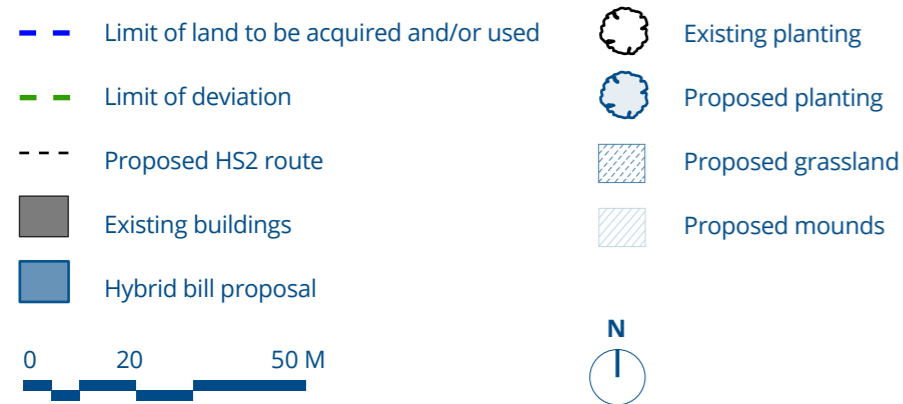 Limit of land to be acquired and/or used
Limit of deviation
Proposed HS2 route
Existing buildings
Hybrid bill proposal
0 20 50 M
Existing planting
Proposed planting
Proposed grassland
Proposed mounds
N